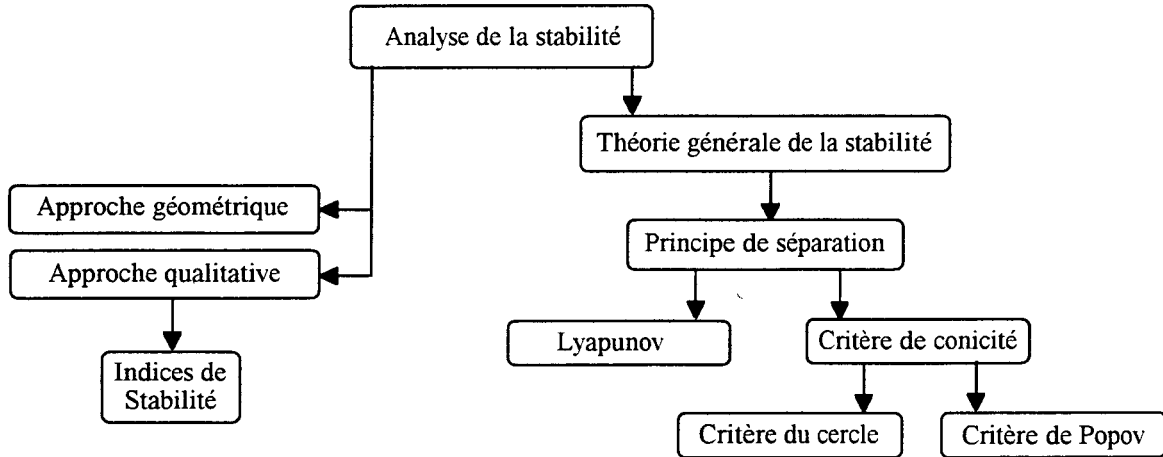 Analyse de la stabilité
Théorie générale de la stabilité
Approche géométrique
Principe de séparation
Approche qualitative
Lyapunov
Critère de conicité
Indices de
Stabilité
Critère du cercle
Critère de Popov